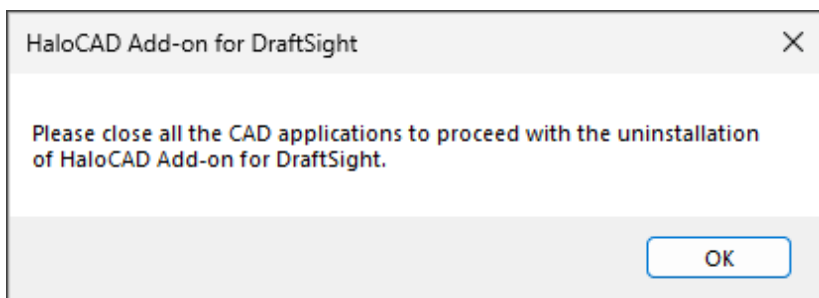 HaloCAD Add-on for DraftSight
Please close all the CAD applications to proceed with the uninstallation
of HaloCAD Add-on for DraftSight.
OK